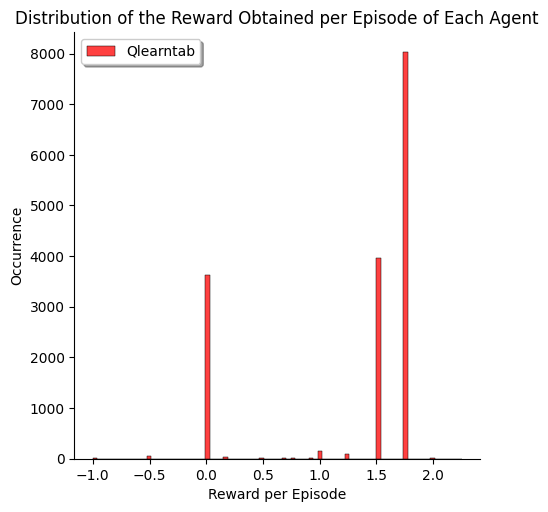 Distribution of the Reward Obtained per Episode of Each Agent
Qlearntab
8000
7000
6000
5000
4000
3000
2000
1000
0
Occurrence
−1.0 −0.5 0.0 0.5 1.0 1.5 2.0
Reward per Episode